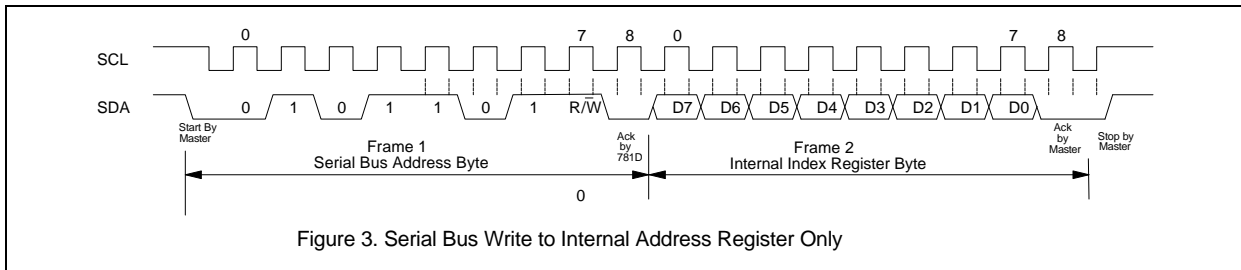 0 7 8 0 7 8
SCL
SDA 0 1 0 1 1 0 1 R/W̅ D7 D6 D5 D4 D3 D2 D1 D0
Start By
Master
Ack
by
781D
Ack
by
Master
Stop by
Master
Frame 1
Serial Bus Address Byte
Frame 2
Internal Index Register Byte
0
Figure 3. Serial Bus Write to Internal Address Register Only